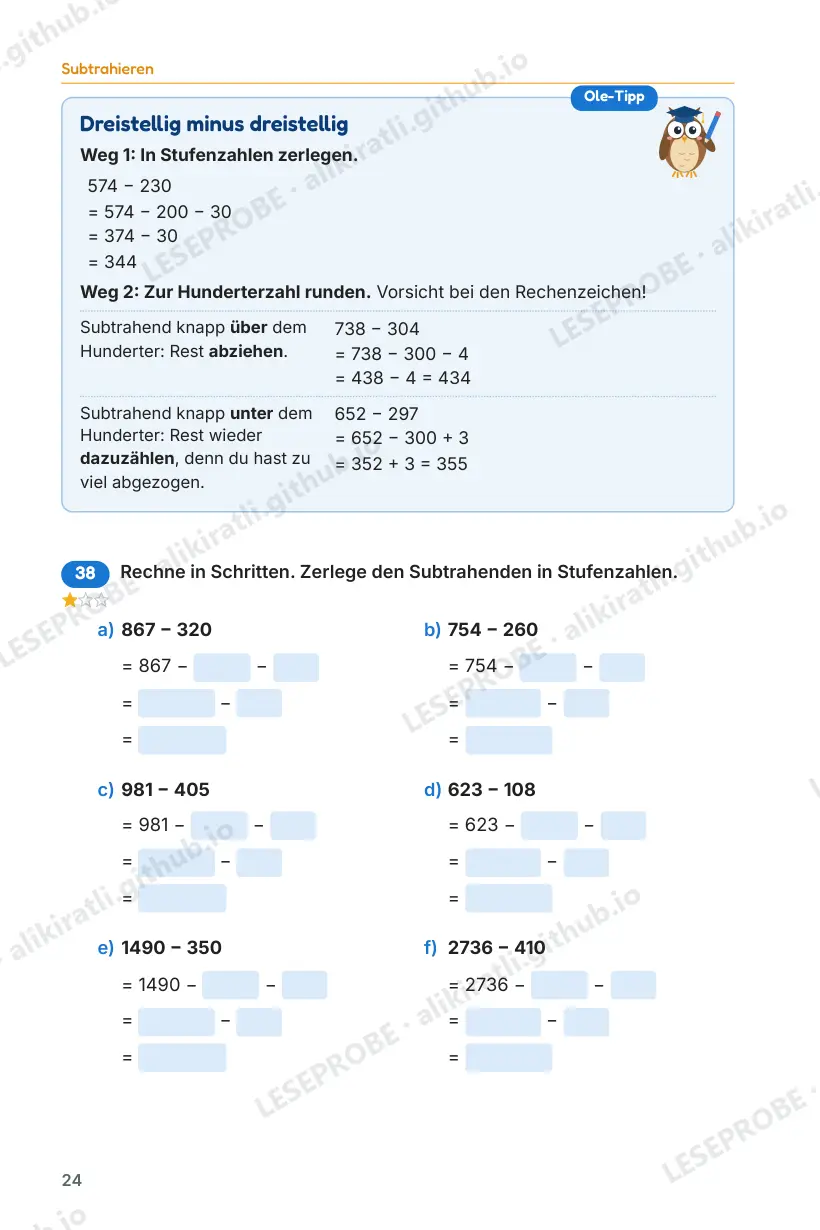 Subtrahieren
Ole-Tipp
Dreistellig minus dreistellig
Weg 1: In Stufenzahlen zerlegen.
574 − 230
= 574 − 200 − 30
= 374 − 30
= 344
Weg 2: Zur Hunderterzahl runden. Vorsicht bei den Rechenzeichen!
Subtrahend knapp über dem
Hunderter: Rest abziehen.
738 − 304
= 738 − 300 − 4
= 438 − 4 = 434
Subtrahend knapp unter dem
Hunderter: Rest wieder
dazuzählen, denn du hast zu
viel abgezogen.
652 − 297
= 652 − 300 + 3
= 352 + 3 = 355
38 Rechne in Schritten. Zerlege den Subtrahenden in Stufenzahlen.
a) 867 − 320
= 867 − −
= −
=
b) 754 − 260
= 754 − −
= −
=
c) 981 − 405
= 981 − −
= −
=
d) 623 − 108
= 623 − −
= −
=
e) 1490 − 350
= 1490 − −
= −
=
f) 2736 − 410
= 2736 − −
= −
=
24
LESEPROBE · alikiratli.github.io